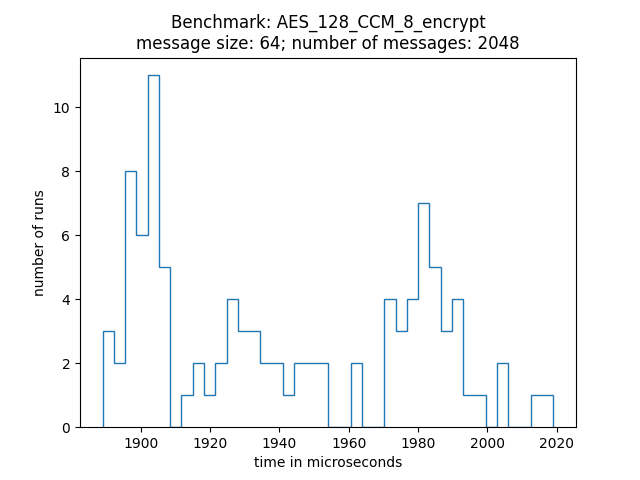 Benchmark: AES_128_CCM_8_encrypt
message size: 64; number of messages: 2048
number of runs
10
8
6
4
2
0
1900 1920 1940 1960 1980 2000 2020
time in microseconds